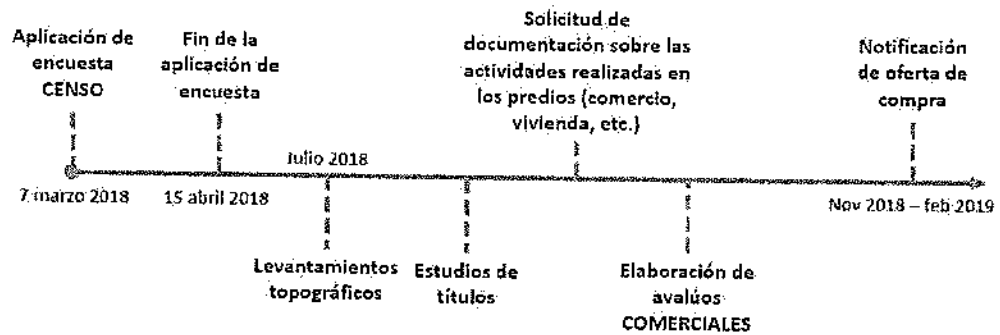 Aplicación de
encuesta
CENSO
Fin de la
aplicación de
encuesta
Solicitud de
documentación sobre las
actividades realizadas en
los predios (comercio,
vivienda, etc.)
Notificación
de oferta de
compra
Julio 2018
7 marzo 2018
15 abril 2018
Nov 2018 – feb 2019
Levantamientos
topográficos
Estudios de
títulos
Elaboración de
avalúos
COMERCIALES